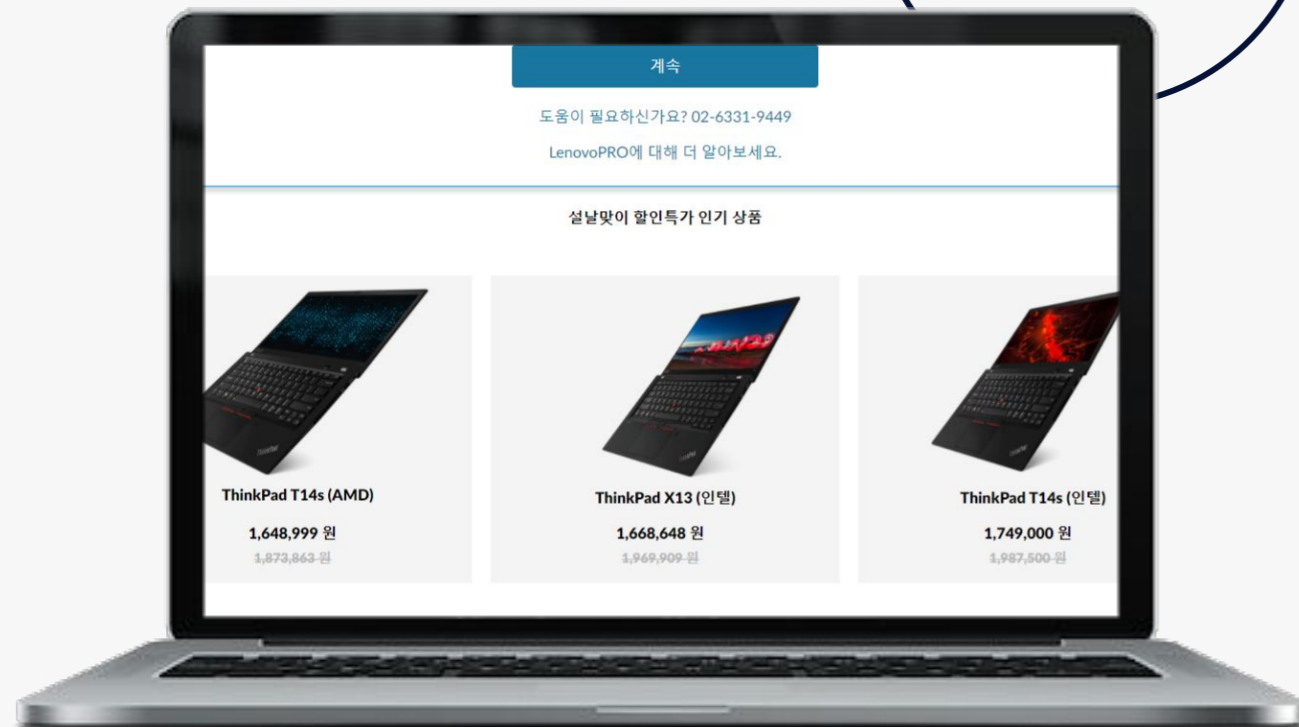 계속
도움이 필요하신가요? 02-6331-9449
LenovoPRO에 대해 더 알아보세요.
설날맞이 할인특가 인기 상품
ThinkPad T14s (AMD)
1,648,999 원
1,873,863 원
ThinkPad X13 (인텔)
1,668,648 원
1,969,909 원
ThinkPad T14s (인텔)
1,749,000 원
1,987,500 원